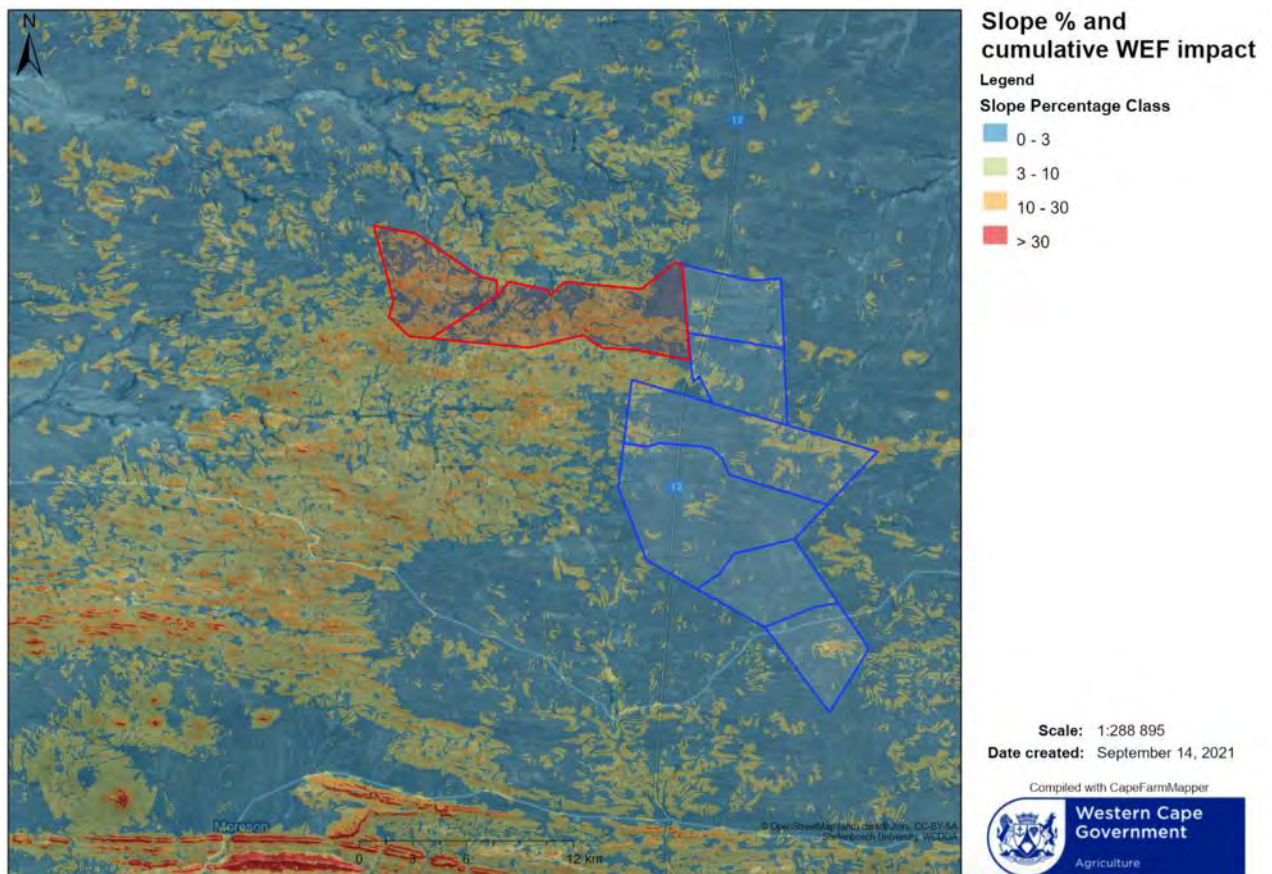 N
12
12
Mereson
0 3 6 12 km
Slope % and
cumulative WEF impact
Legend
Slope Percentage Class
0 - 3
3 - 10
10 - 30
> 30
Scale: 1:288 895
Date created: September 14, 2021
Compiled with CapeFarmMapper
Western Cape
Government
Agriculture
© OpenStreetMap (and) contributors, CC-BY-SA
Stellenbosch University, WCDOA